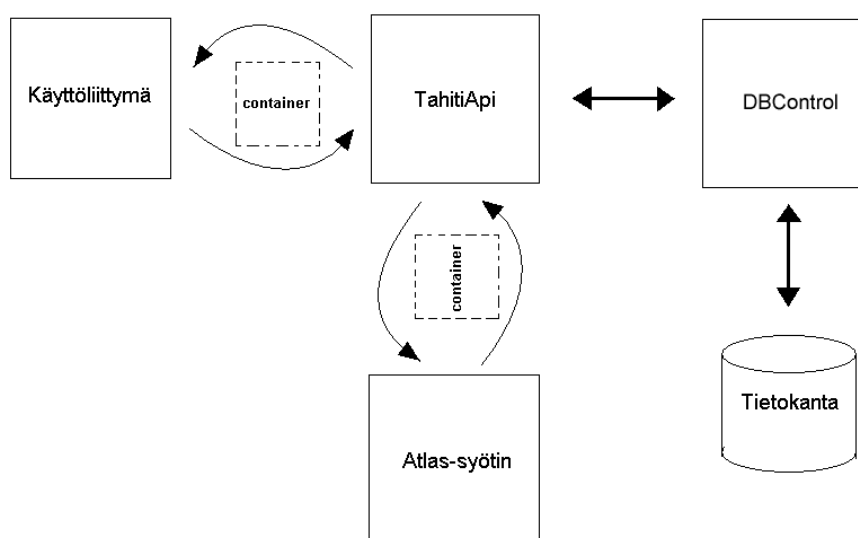 Käyttöliittymä
container
TahitiApi
DBControl
container
Tietokanta
Atlas-syötin